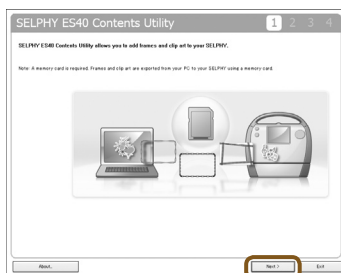 SELPHY ES40 Contents Utility 1 2 3 4
SELPHY ES40 Contents Utility allows you to add frames and clip art to your SELPHY.
Note: A memory card is required. Frames and clip art are exported from your PC to your SELPHY using a memory card.
About... Next > Exit